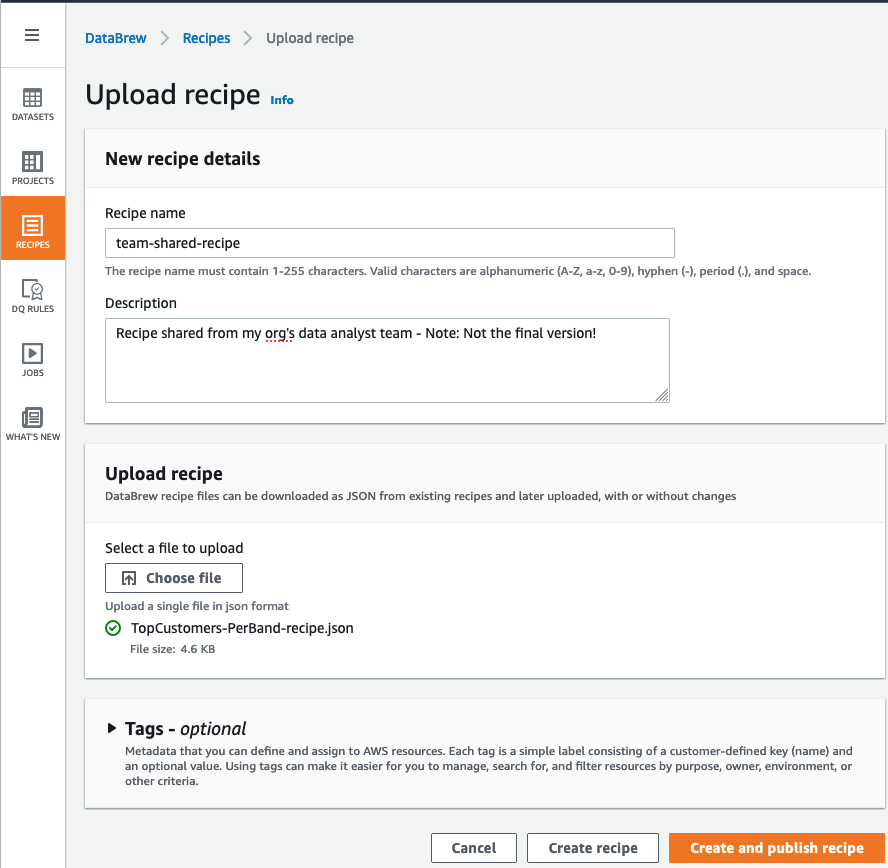 DataBrew > Recipes > Upload recipe
DATASETS
PROJECTS
RECIPES
DQ RULES
JOBS
WHAT'S NEW
Upload recipe Info
New recipe details
Recipe name
team-shared-recipe
The recipe name must contain 1-255 characters. Valid characters are alphanumeric (A-Z, a-z, 0-9), hyphen (-), period (.), and space.
Description
Recipe shared from my org's data analyst team - Note: Not the final version!
Upload recipe
DataBrew recipe files can be downloaded as JSON from existing recipes and later uploaded, with or without changes
Select a file to upload
Choose file
Upload a single file in json format
TopCustomers-PerBand-recipe.json
File size: 4.6 KB
Tags - optional
Metadata that you can define and assign to AWS resources. Each tag is a simple label consisting of a customer-defined key (name) and
an optional value. Using tags can make it easier for you to manage, search for, and filter resources by purpose, owner, environment, or
other criteria.
Cancel Create recipe Create and publish recipe